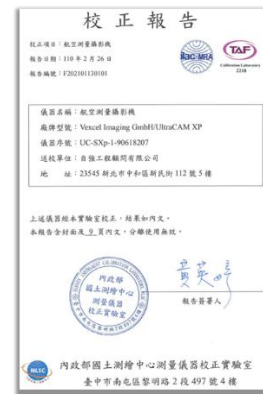 校正報告
校正項目：航空測量攝影機
報告日期：110 年 2 月 26 日
報告編號：F202101130101
ilac-MRA
TAF
Calibration Laboratory
2218
儀器名稱：航空測量攝影機
廠牌型號：Vexcel Imaging GmbH/UltraCAM XP
儀器序號：UC-SXp-1-90618207
送校單位：自強工程顧問有限公司
地 址：23545 新北市中和區新民街 112 號 5 樓
上述儀器經本實驗室校正，結果如內文。
本報告含封面及 9 頁內文，分離使用無效。
內政部
國土測繪中心
測量儀器
校正實驗室
報告簽署人
NLSC
內政部國土測繪中心測量儀器校正實驗室
臺中市南屯區黎明路 2 段 497 號 4 樓